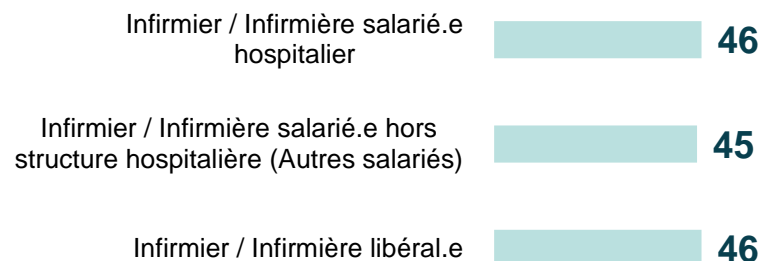 Infirmier / Infirmière salarié.e
hospitalier
46
Infirmier / Infirmière salarié.e hors
structure hospitalière (Autres salariés)
45
Infirmier / Infirmière libéral.e
46